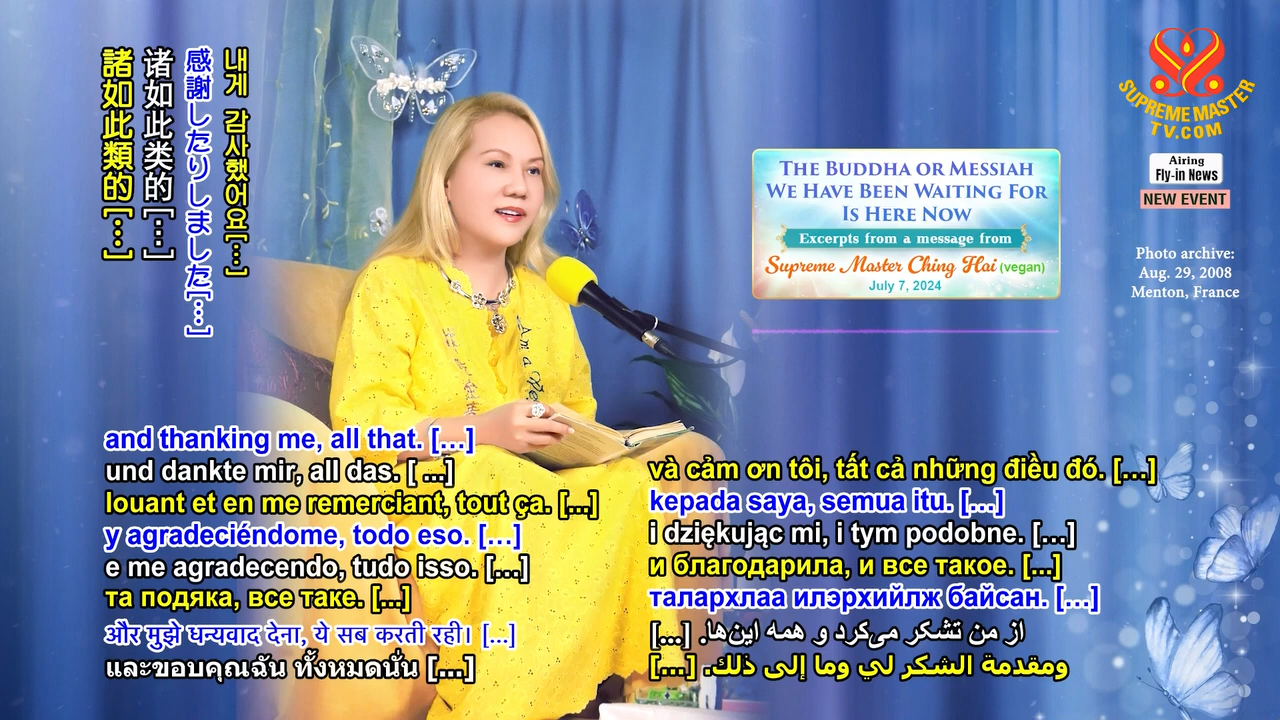 내게 감사했어요[…]
感謝したりしました[…]
诸如此类的[…]
諸如此類的[…]
SUPREME MASTER
TV.COM
Airing
Fly-in News
NEW EVENT
Photo archive:
Aug. 29, 2008
Menton, France
THE BUDDHA OR MESSIAH
WE HAVE BEEN WAITING FOR
IS HERE NOW
Excerpts from a message from
Supreme Master Ching Hai (vegan)
July 7, 2024
and thanking me, all that. […]
und dankte mir, all das. [ ...]
louant et en me remerciant, tout ça. [...]
y agradeciéndome, todo eso. […]
e me agradecendo, tudo isso. […]
та подяка, все таке. [...]
और मुझे धन्यवाद देना, ये सब करती रही। [...]
และขอบคุณฉัน ทั้งหมดนั่น […]
và cảm ơn tôi, tất cả những điều đó. […]
kepada saya, semua itu. […]
i dziękując mi, i tym podobne. […]
и благодарила, и все такое. [...]
талархлаа илэрхийлж байсан. […]
از من تشکر می‌کرد و همه این‌ها. […]
ومقدمة الشكر لي وما إلى ذلك. […]